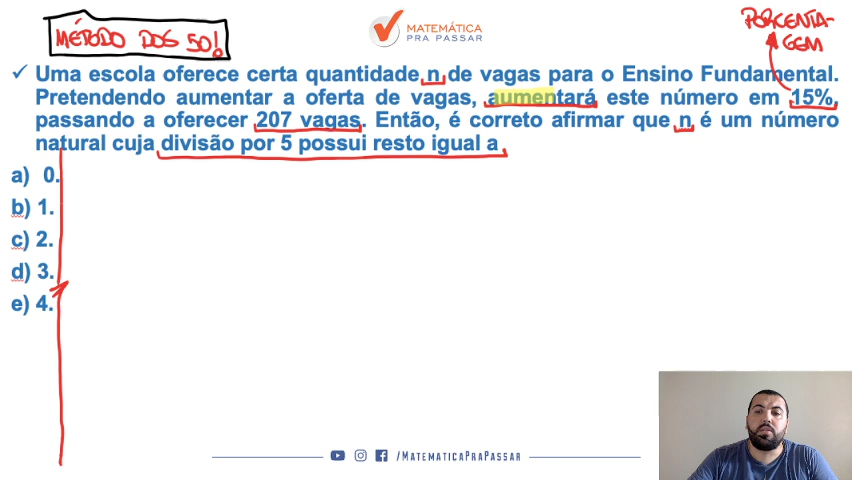 MÉTODO DOS 50!
MATEMÁTICA
PRA PASSAR
PORCENTA-
GEM
✓ Uma escola oferece certa quantidade n de vagas para o Ensino Fundamental.
Pretendendo aumentar a oferta de vagas, aumentará este número em 15%,
passando a oferecer 207 vagas. Então, é correto afirmar que n é um número
natural cuja divisão por 5 possui resto igual a
a) 0.
b) 1.
c) 2.
d) 3.
e) 4.
/MATEMATICAPRAPASSAR